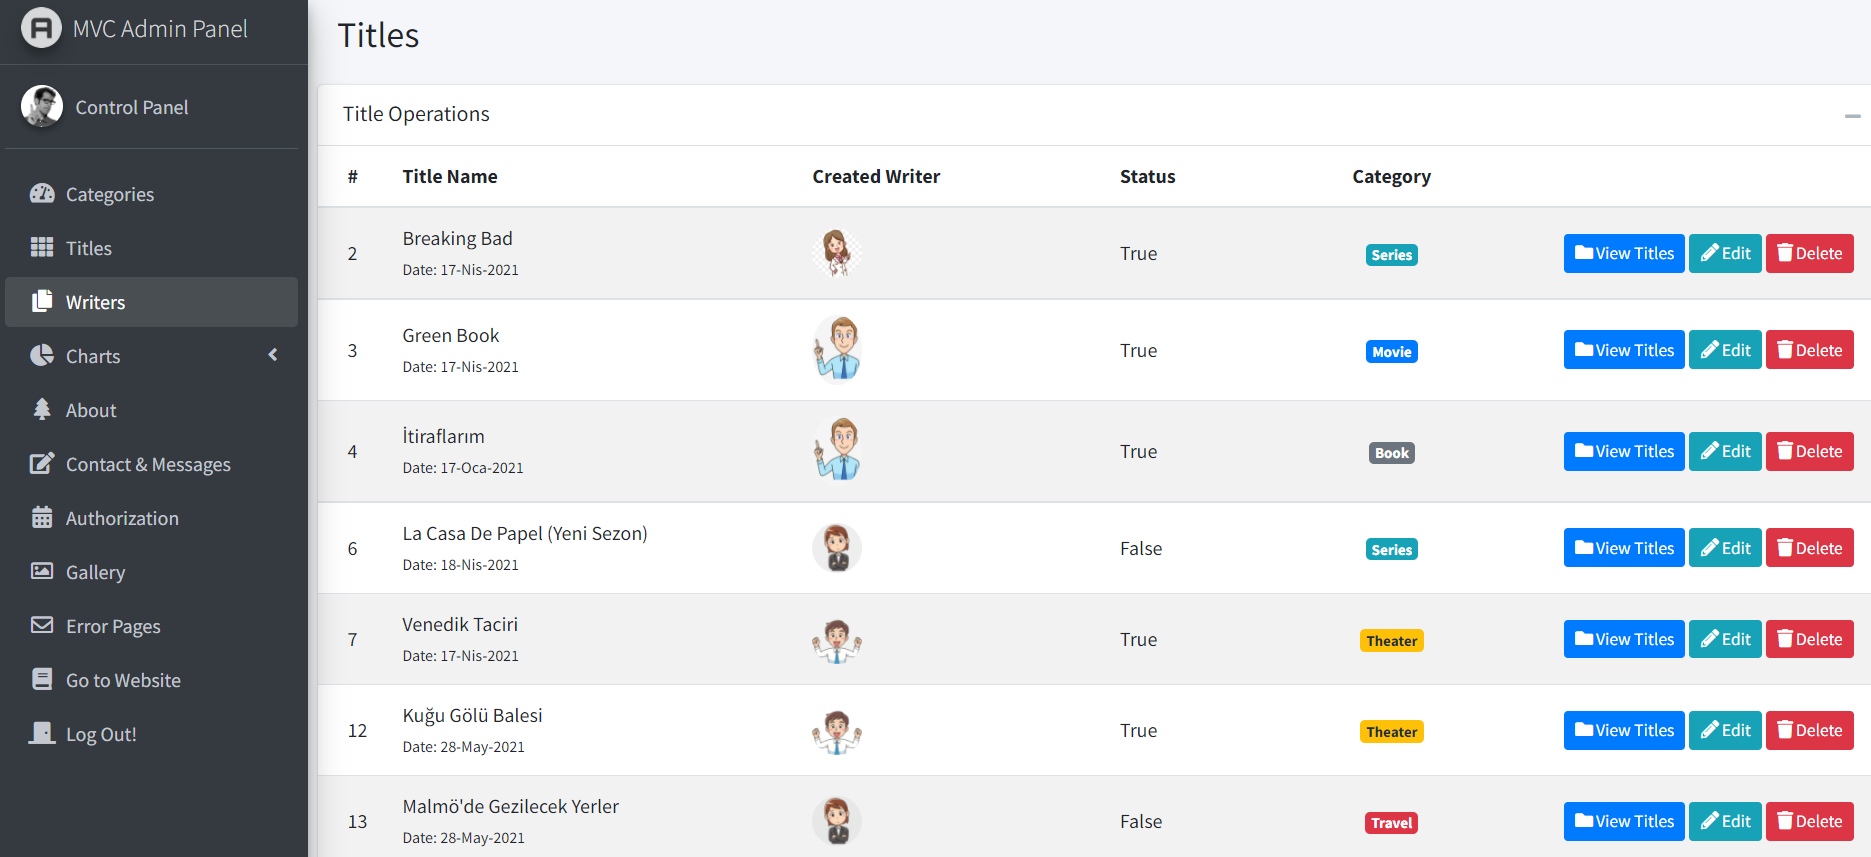 MVC Admin Panel
Control Panel
Categories
Titles
Writers
Charts
About
Contact & Messages
Authorization
Gallery
Error Pages
Go to Website
Log Out!
Titles
Title Operations
# Title Name Created Writer Status Category
2 Breaking Bad True Series View Titles Edit Delete
Date: 17-Nis-2021
3 Green Book True Movie View Titles Edit Delete
Date: 17-Nis-2021
4 İtiraflarım True Book View Titles Edit Delete
Date: 17-Oca-2021
6 La Casa De Papel (Yeni Sezon) False Series View Titles Edit Delete
Date: 18-Nis-2021
7 Venedik Taciri True Theater View Titles Edit Delete
Date: 17-Nis-2021
12 Kuğu Gölü Balesi True Theater View Titles Edit Delete
Date: 28-May-2021
13 Malmö'de Gezilecek Yerler False Travel View Titles Edit Delete
Date: 28-May-2021